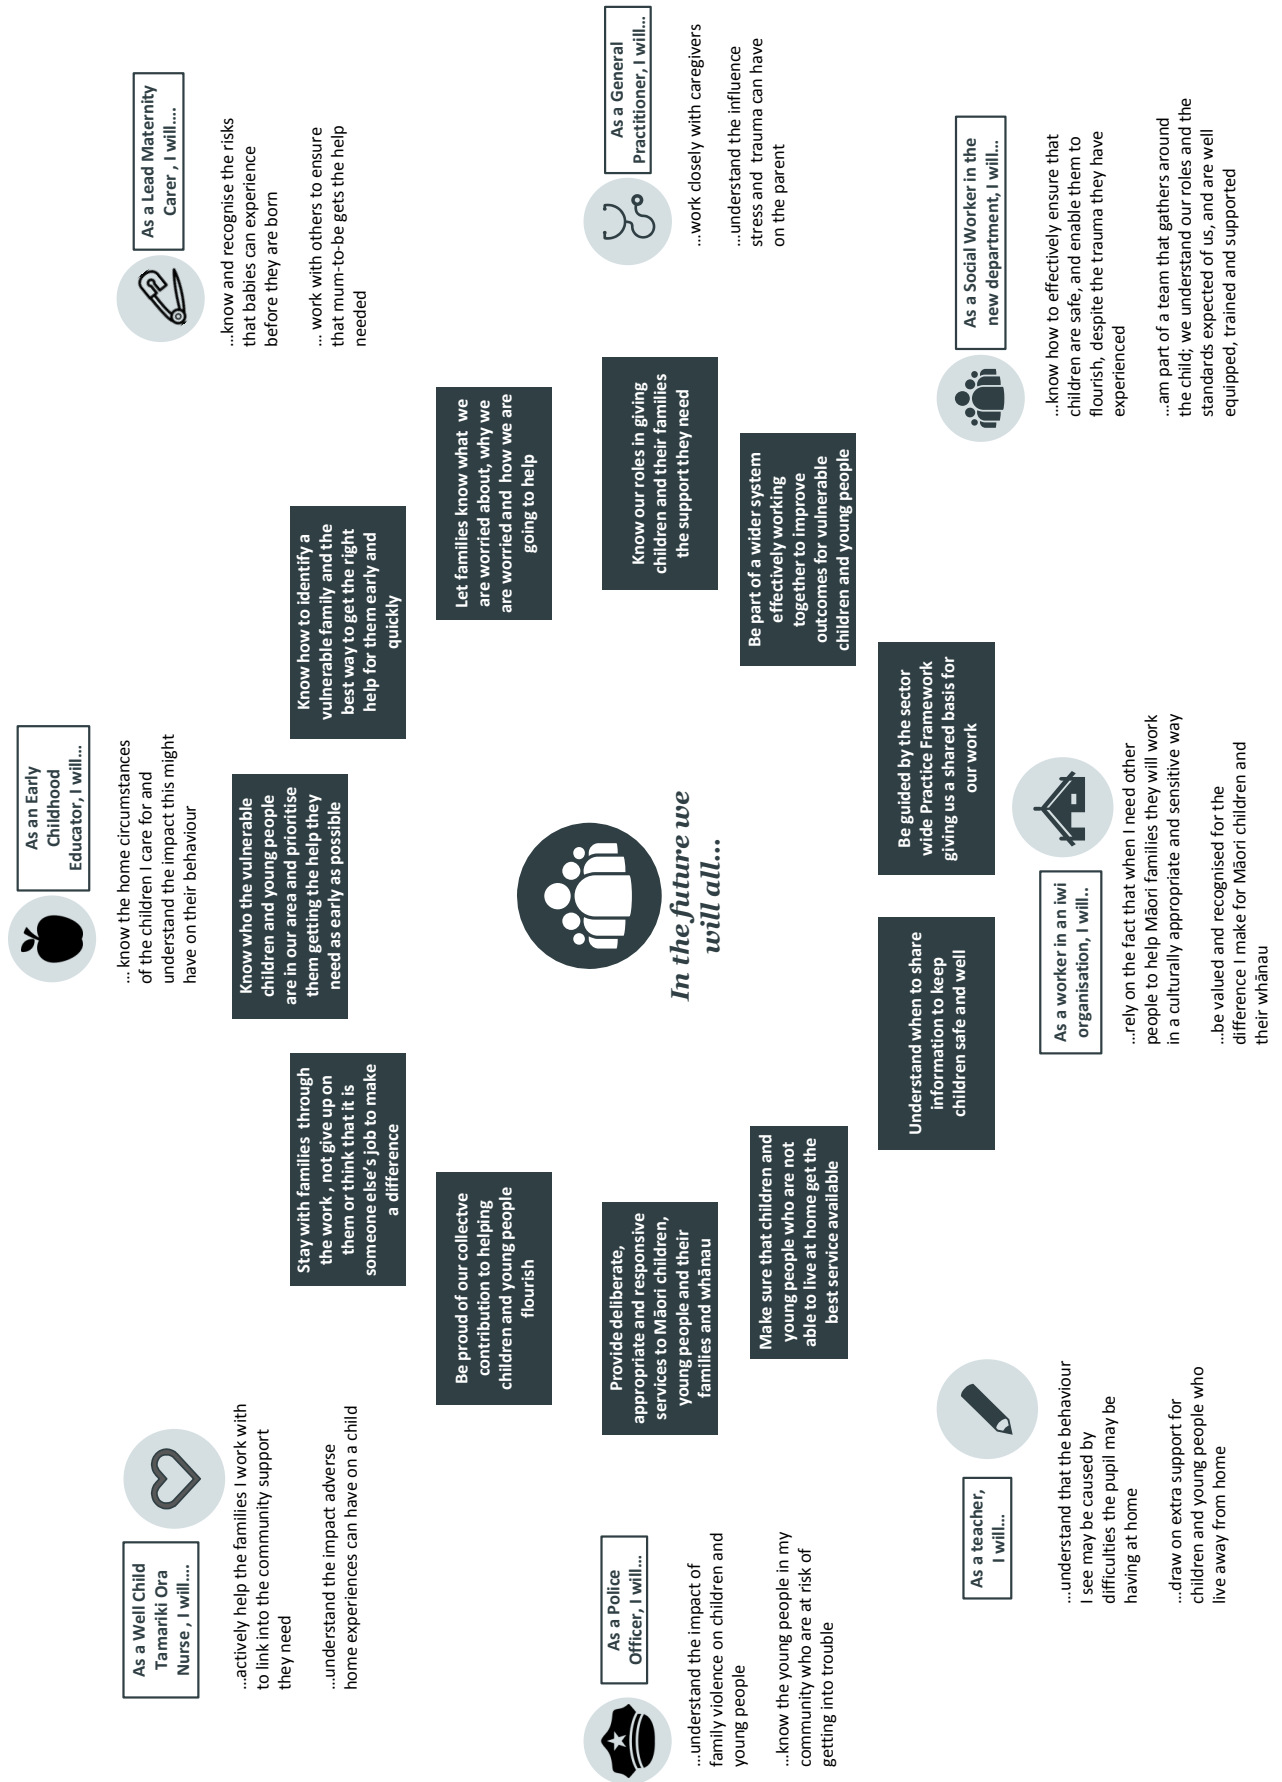 As a Well Child
Tamariki Ora
Nurse , I will….
…actively help the families I work with
to link into the community support
they need
…understand the impact adverse
home experiences can have on a child
As an Early
Childhood
Educator, I will…
… know the home circumstances
of the children I care for and
understand the impact this might
have on their behaviour
As a Lead Maternity
Carer , I will….
…know and recognise the risks
that babies can experience
before they are born
… work with others to ensure
that mum-to-be gets the help
needed
Stay with families through
the work , not give up on
them or think that it is
someone else's job to make
a difference
Know who the vulnerable
children and young people
are in our area and prioritise
them getting the help they
need as early as possible
Know how to identify a
vulnerable family and the
best way to get the right
help for them early and
quickly
Be proud of our collectve
contribution to helping
children and young people
flourish
Let families know what we
are worried about, why we
are worried and how we are
going to help
As a Police
Officer, I will…
…understand the impact of
family violence on children and
young people
…know the young people in my
community who are at risk of
getting into trouble
Provide deliberate,
appropriate and responsive
services to Māori children,
young people and their
families and whānau
In the future we
will all…
Know our roles in giving
children and their families
the support they need
As a General
Practitioner, I will…
…work closely with caregivers
…understand the influence
stress and trauma can have
on the parent
Make sure that children and
young people who are not
able to live at home get the
best service available
Be part of a wider system
effectively working
together to improve
outcomes for vulnerable
children and young people
Understand when to share
information to keep
children safe and well
Be guided by the sector
wide Practice Framework
giving us a shared basis for
our work
As a teacher,
I will…
…understand that the behaviour
I see may be caused by
difficulties the pupil may be
having at home
…draw on extra support for
children and young people who
live away from home
As a worker in an iwi
organisation, I will..
…rely on the fact that when I need other
people to help Māori families they will work
in a culturally appropriate and sensitive way
…be valued and recognised for the
difference I make for Māori children and
their whānau
As a Social Worker in the
new department, I will…
…know how to effectively ensure that
children are safe, and enable them to
flourish, despite the trauma they have
experienced
…am part of a team that gathers around
the child; we understand our roles and the
standards expected of us, and are well
equipped, trained and supported